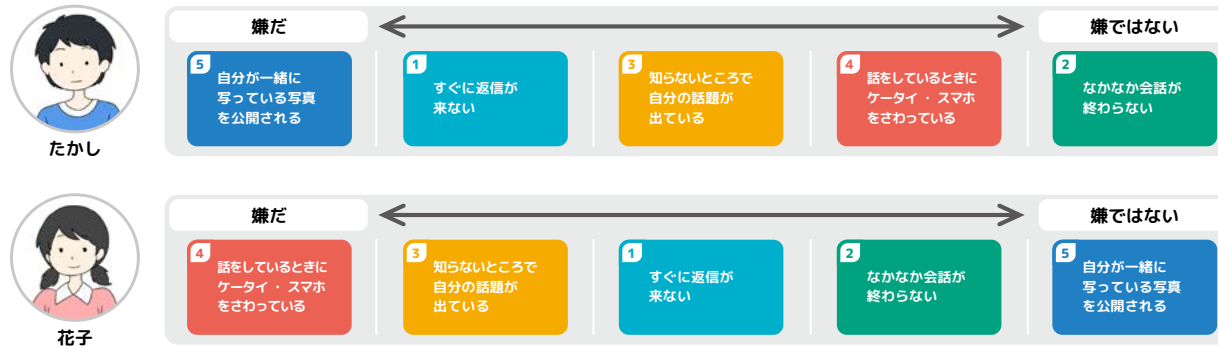 嫌だ
嫌ではない
5
自分が一緒に
写っている写真
を公開される
1
すぐに返信が
来ない
3
知らないところで
自分の話題が
出ている
4
話をしているときに
ケータイ・スマホ
をさわっている
2
なかなか会話が
終わらない
たかし
嫌だ
嫌ではない
4
話をしているときに
ケータイ・スマホ
をさわっている
3
知らないところで
自分の話題が
出ている
1
すぐに返信が
来ない
2
なかなか会話が
終わらない
5
自分が一緒に
写っている写真
を公開される
花子